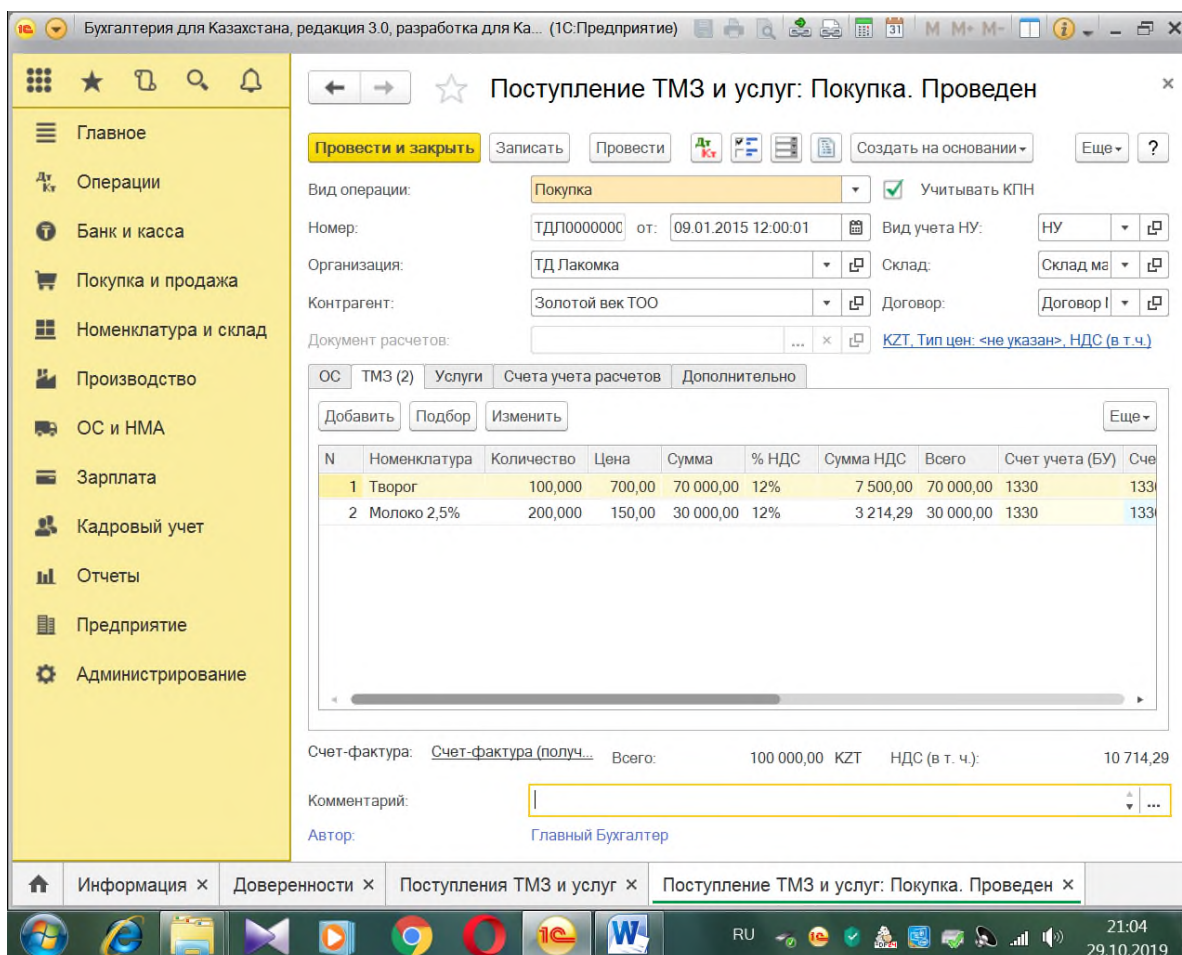 Бухгалтерия для Казахстана, редакция 3.0, разработка для Ка... (1С:Предприятие) 31 M M+ M-
Главное
Операции
Банк и касса
Покупка и продажа
Номенклатура и склад
Производство
ОС и НМА
Зарплата
Кадровый учет
Отчеты
Предприятие
Администрирование
Поступление ТМЗ и услуг: Покупка. Проведен
Провести и закрыть Записать Провести Дт Кт Создать на основании Еще ?
Вид операции: Покупка Учитывать КПН
Номер: ТДЛ0000000 от: 09.01.2015 12:00:01 Вид учета НУ: НУ
Организация: ТД Лакомка Склад: Склад ма
Контрагент: Золотой век ТОО Договор: Договор
Документ расчетов: ... KZT, Тип цен: <не указан>, НДС (в т.ч.)
ОС ТМЗ (2) Услуги Счета учета расчетов Дополнительно
Добавить Подбор Изменить Еще
N Номенклатура Количество Цена Сумма % НДС Сумма НДС Всего Счет учета (БУ) Сче
1 Творог 100,000 700,00 70 000,00 12% 7 500,00 70 000,00 1330 133
2 Молоко 2,5% 200,000 150,00 30 000,00 12% 3 214,29 30 000,00 1330 133
Счет-фактура: Счет-фактура (получ... Всего: 100 000,00 KZT НДС (в т. ч.): 10 714,29
Комментарий: ...
Автор: Главный Бухгалтер
Информация Доверенности Поступления ТМЗ и услуг Поступление ТМЗ и услуг: Покупка. Проведен
RU 21:04
29.10.2019